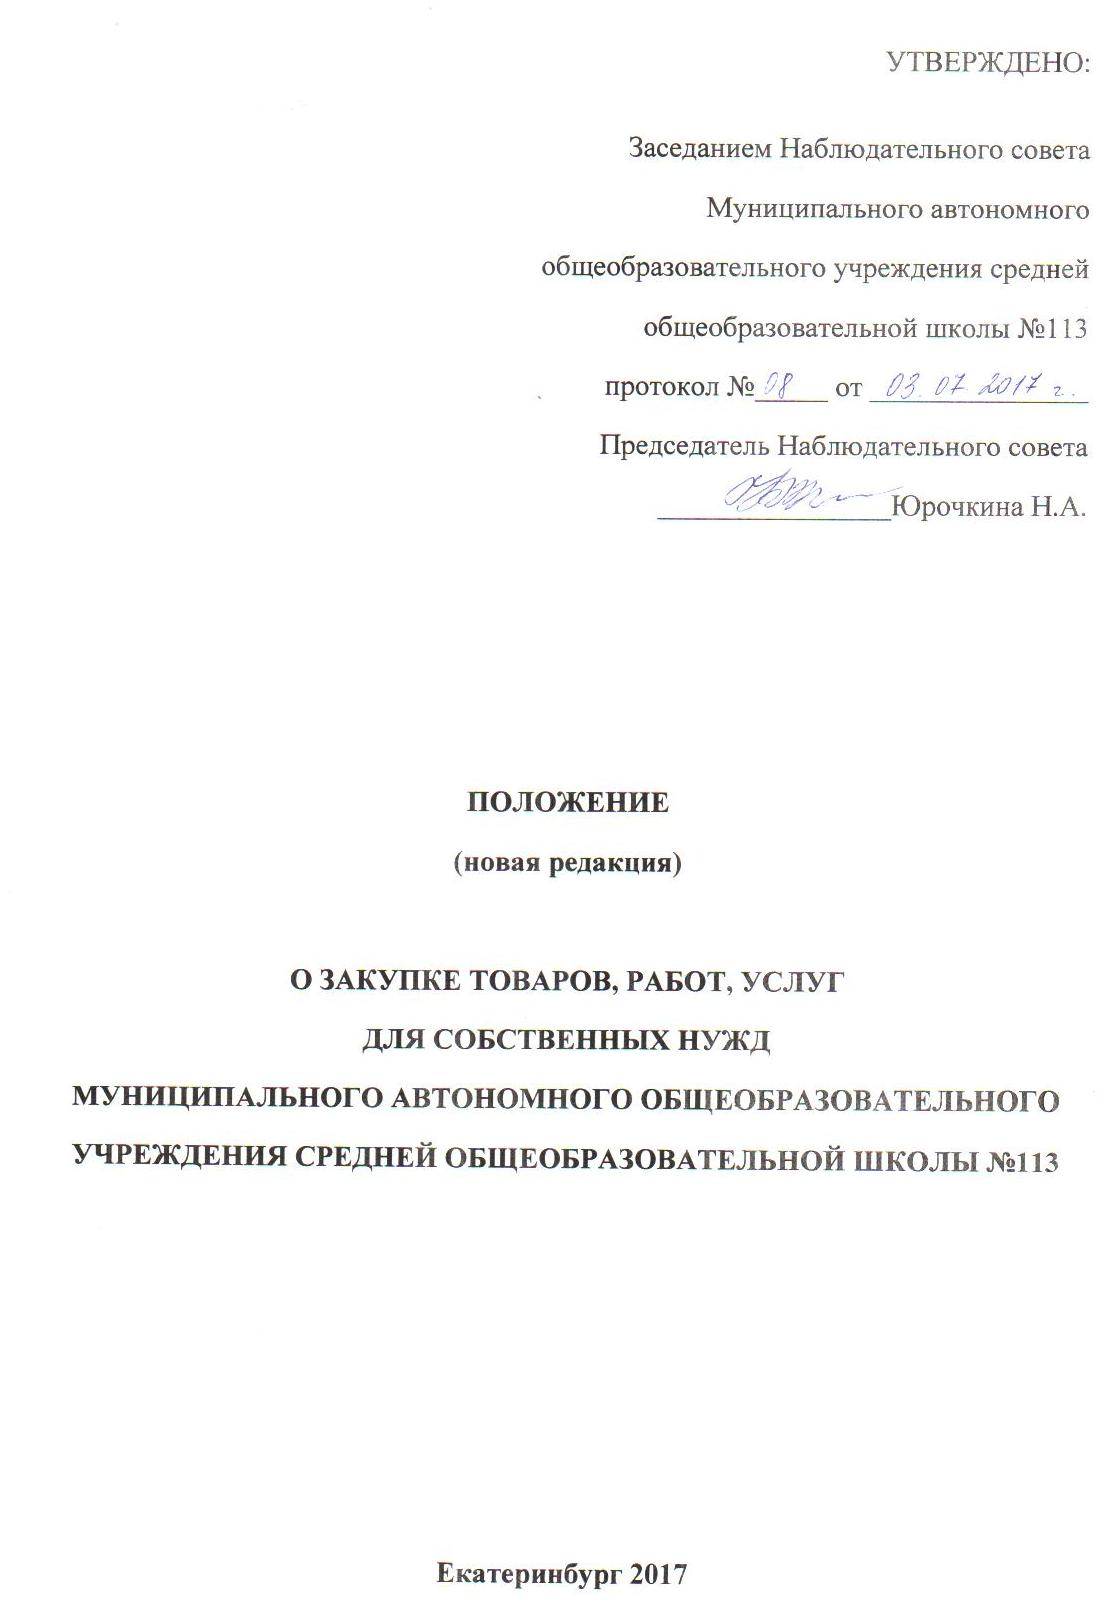 УТВЕРЖДЕНО:
Заседанием Наблюдательного совета
Муниципального автономного
общеобразовательного учреждения средней
общеобразовательной школы №113
протокол № 08 от 03.07.2017 г.
Председатель Наблюдательного совета
Юрочкина Н.А.
ПОЛОЖЕНИЕ
(новая редакция)
О ЗАКУПКЕ ТОВАРОВ, РАБОТ, УСЛУГ
ДЛЯ СОБСТВЕННЫХ НУЖД
МУНИЦИПАЛЬНОГО АВТОНОМНОГО ОБЩЕОБРАЗОВАТЕЛЬНОГО
УЧРЕЖДЕНИЯ СРЕДНЕЙ ОБЩЕОБРАЗОВАТЕЛЬНОЙ ШКОЛЫ №113
Екатеринбург 2017